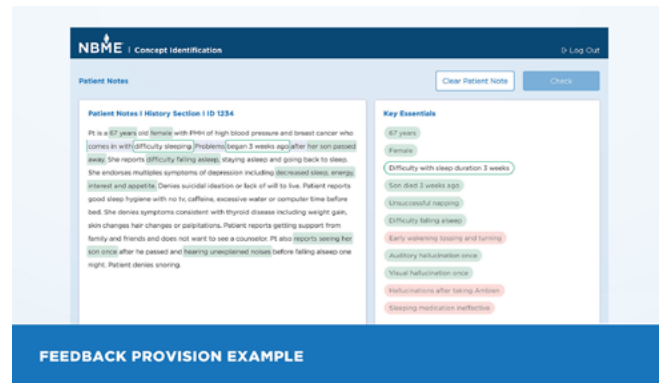 NBME | Concept Identification
Log Out
Patient Notes
Clear Patient Note
Check
Patient Notes I History Section I ID 1234
Pt is a 67 years old female with PMH of high blood pressure and breast cancer who
comes in with difficulty sleeping. Problems began 3 weeks ago after her son passed
away. She reports difficulty falling asleep, staying asleep and going back to sleep.
She endorses multiples symptoms of depression including decreased sleep, energy,
interest and appetite. Denies suicidal ideation or lack of will to live. Patient reports
good sleep hygiene with no tv, caffeine, excessive water or computer time before
bed. She denies symptoms consistent with thyroid disease including weight gain,
skin changes hair changes or palpitations. Patient reports getting support from
family and friends and does not want to see a counselor. Pt also reports seeing her
son once after he passed and hearing unexplained noises before falling asleep one
night. Patient denies snoring.
Key Essentials
67 years
Female
Difficulty with sleep duration 3 weeks
Son died 3 weeks ago
Unsuccessful napping
Difficulty falling asleep
Early wakening tossing and turning
Auditory hallucination once
Visual hallucination once
Hallucinations after taking Ambien
Sleeping medication ineffective
FEEDBACK PROVISION EXAMPLE